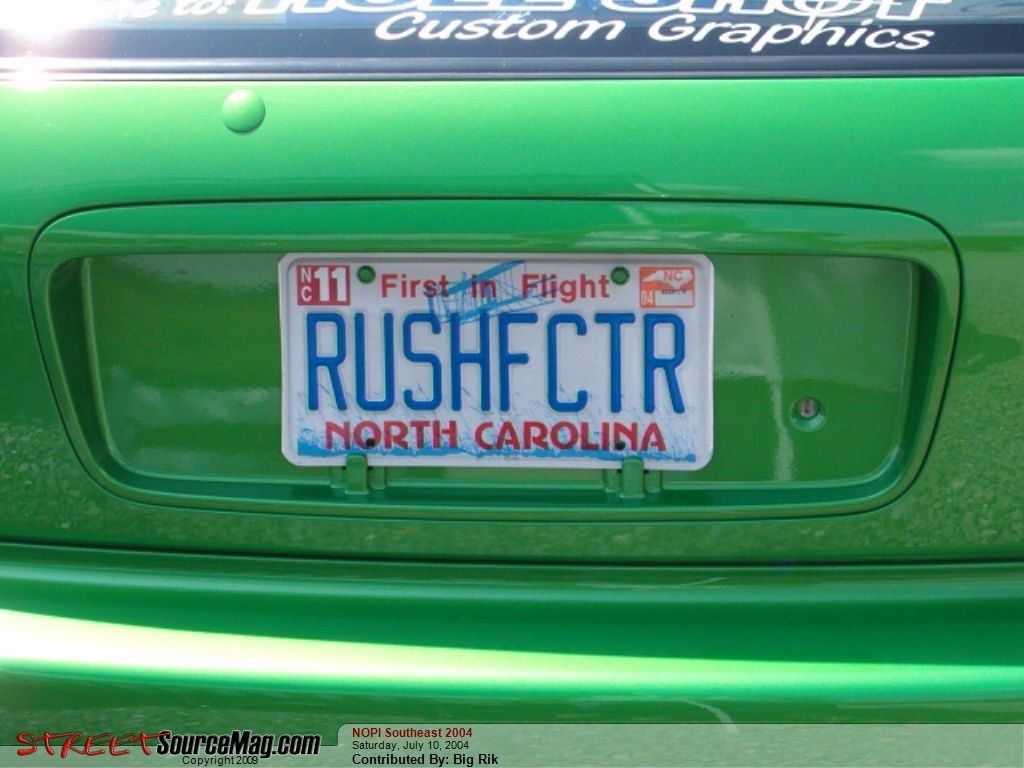 to:
Custom Graphics
NC 11 First in Flight NC 04
RUSHFCTR
NORTH CAROLINA
STREETSourceMag.com
Copyright 2009
NOPI Southeast 2004
Saturday, July 10, 2004
Contributed By: Big Rik